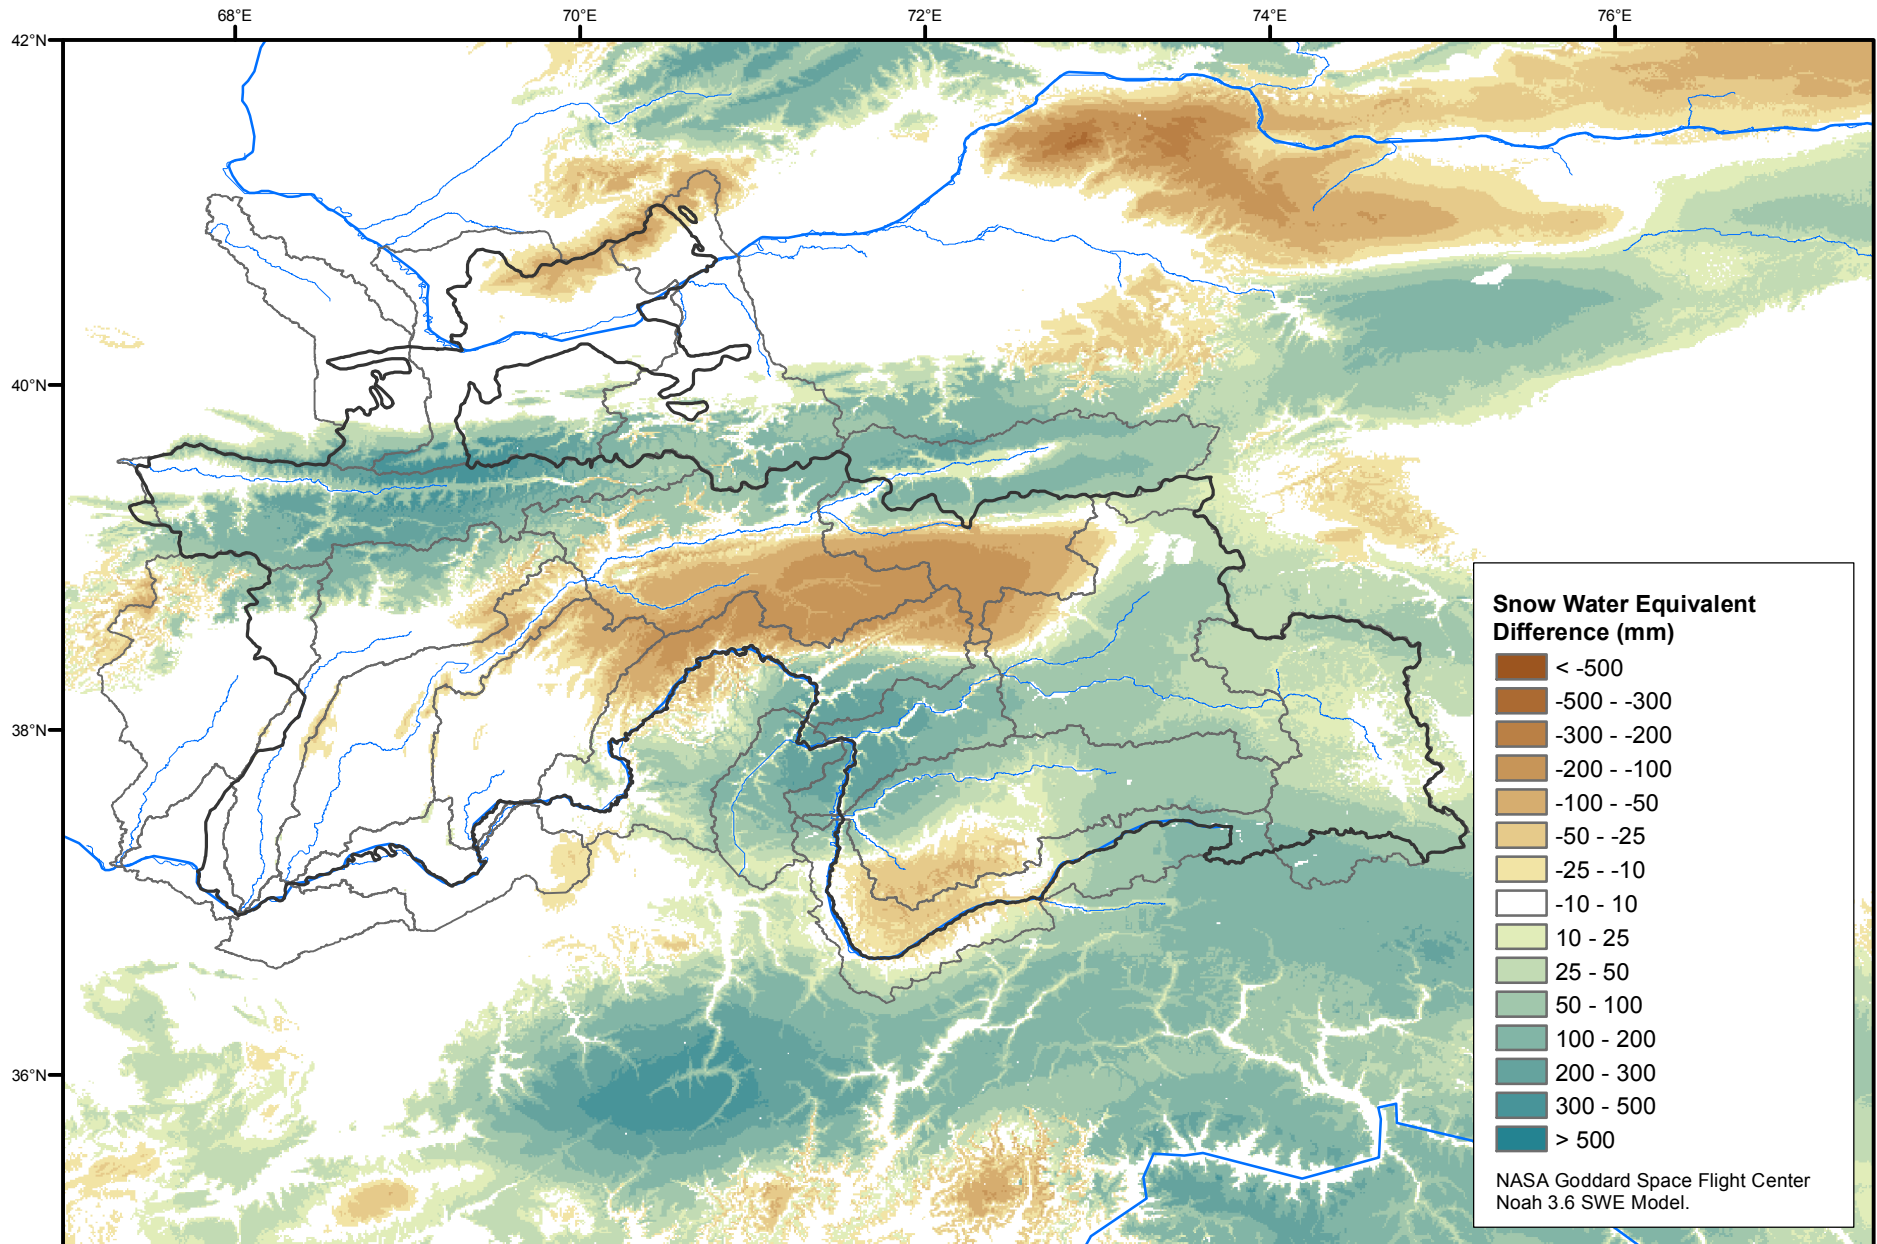 68°E
70°E
72°E
74°E
76°E
42°N
40°N
38°N
36°N
Snow Water Equivalent
Difference (mm)
< -500
-500 - -300
-300 - -200
-200 - -100
-100 - -50
-50 - -25
-25 - -10
-10 - 10
10 - 25
25 - 50
50 - 100
100 - 200
200 - 300
300 - 500
> 500
NASA Goddard Space Flight Center
Noah 3.6 SWE Model.